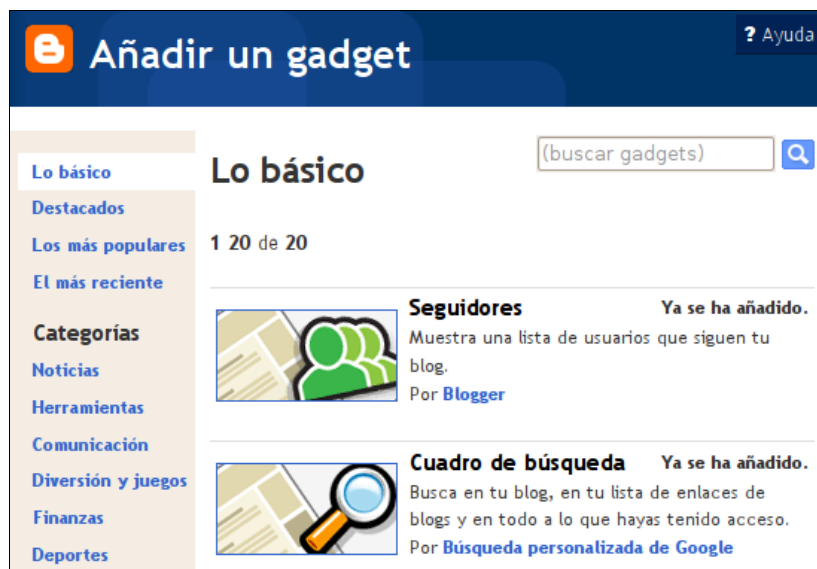 Añadir un gadget
? Ayuda
Lo básico
Destacados
Los más populares
El más reciente
Categorías
Noticias
Herramientas
Comunicación
Diversión y juegos
Finanzas
Deportes
Lo básico
(buscar gadgets)
1 20 de 20
Seguidores
Ya se ha añadido.
Muestra una lista de usuarios que siguen tu
blog.
Por Blogger
Cuadro de búsqueda
Ya se ha añadido.
Busca en tu blog, en tu lista de enlaces de
blogs y en todo a lo que hayas tenido acceso.
Por Búsqueda personalizada de Google